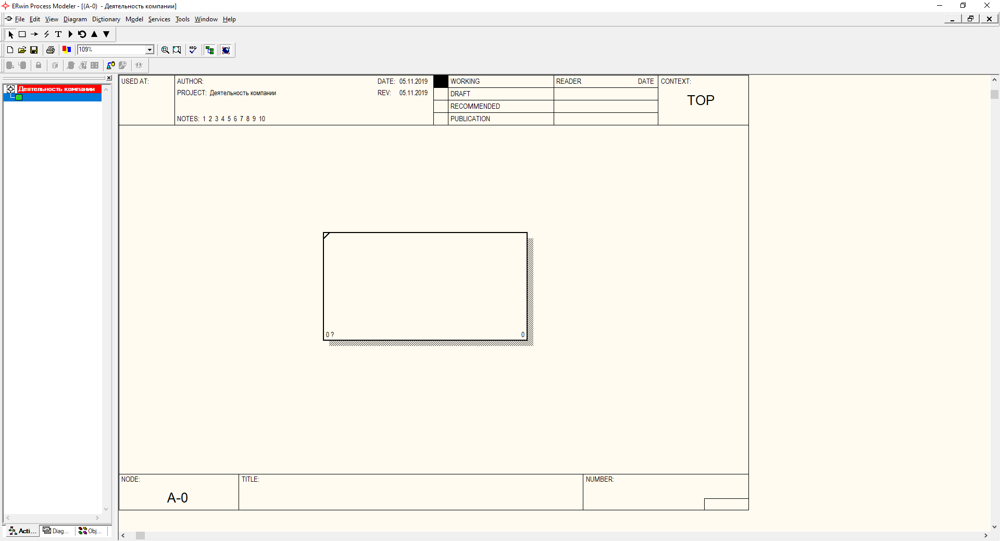 ERwin Process Modeler - [(A-0) - Деятельность компании]
File Edit View Diagram Dictionary Model Services Tools Window Help
T
109%
ABC
Деятельность компании
USED AT:
AUTHOR:
DATE: 05.11.2019
PROJECT: Деятельность компании
REV: 05.11.2019
NOTES: 1 2 3 4 5 6 7 8 9 10
WORKING
DRAFT
RECOMMENDED
PUBLICATION
READER DATE
CONTEXT:
TOP
0 ? 0
NODE:
A-0
TITLE:
NUMBER:
Acti... Diag... Obj...